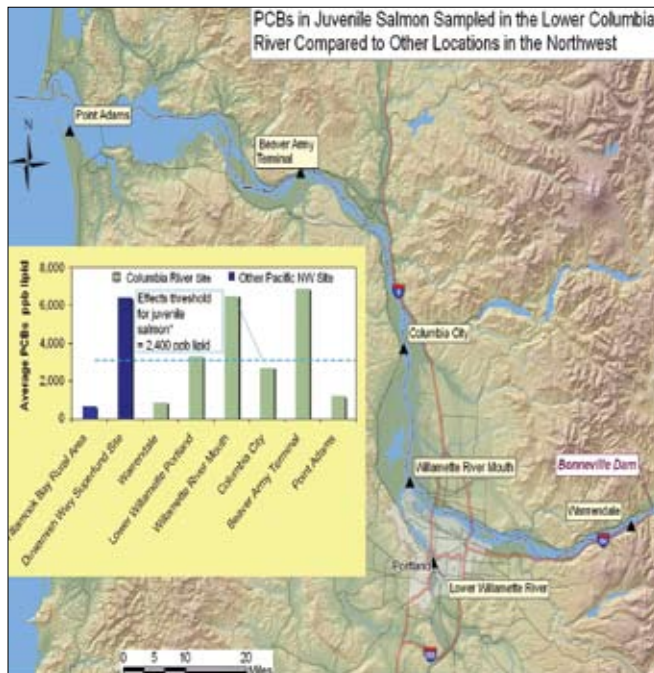 PCBs in Juvenile Salmon Sampled in the Lower Columbia
River Compared to Other Locations in the Northwest
Point Adams
N
Beaver Army
Terminal
Average PCBs ppb lipid
8,000
6,000
4,000
2,000
0
Columbia River Site
Other Pacific NW Site
Effects threshold
for juvenile
salmon*
= 2,400 ppb lipid
Bay Rural Area
Superfund Site
Warrendale
Lower Willamette Portland
Willamette River Mouth
Columbia City
Beaver Army Terminal
Point Adams
Columbia City
Willamette River Mouth
Bonneville Dam
Warrendale
Portland
Lower Willamette River
0 5 10 20
Miles